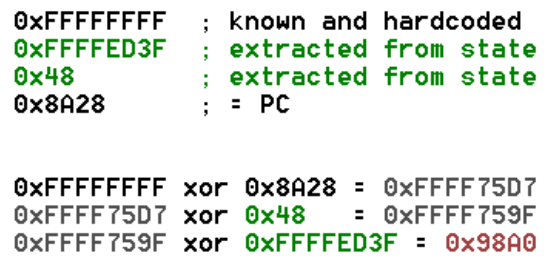 0xFFFFFFFF ; known and hardcoded
0xFFFFED3F ; extracted from state
0x48 ; extracted from state
0x8A28 ; = PC
0xFFFFFFFF xor 0x8A28 = 0xFFFF75D7
0xFFFF75D7 xor 0x48 = 0xFFFF759F
0xFFFF759F xor 0xFFFFED3F = 0x98A0